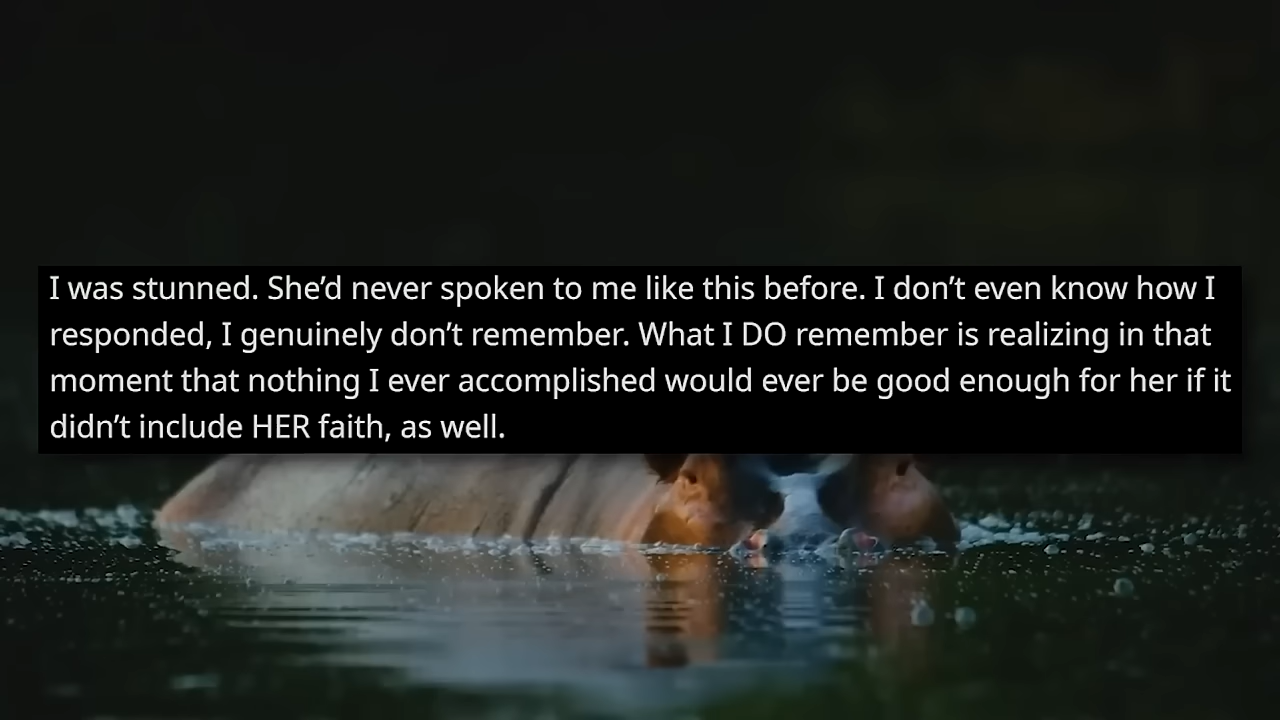 I was stunned. She’d never spoken to me like this before. I don’t even know how I
responded, I genuinely don’t remember. What I DO remember is realizing in that
moment that nothing I ever accomplished would ever be good enough for her if it
didn’t include HER faith, as well.